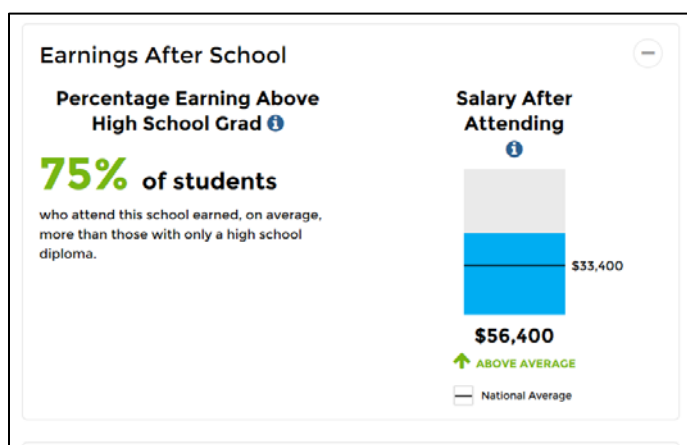 Earnings After School
Percentage Earning Above
High School Grad
75% of students
who attend this school earned, on average,
more than those with only a high school
diploma.
Salary After
Attending
$33,400
$56,400
ABOVE AVERAGE
National Average